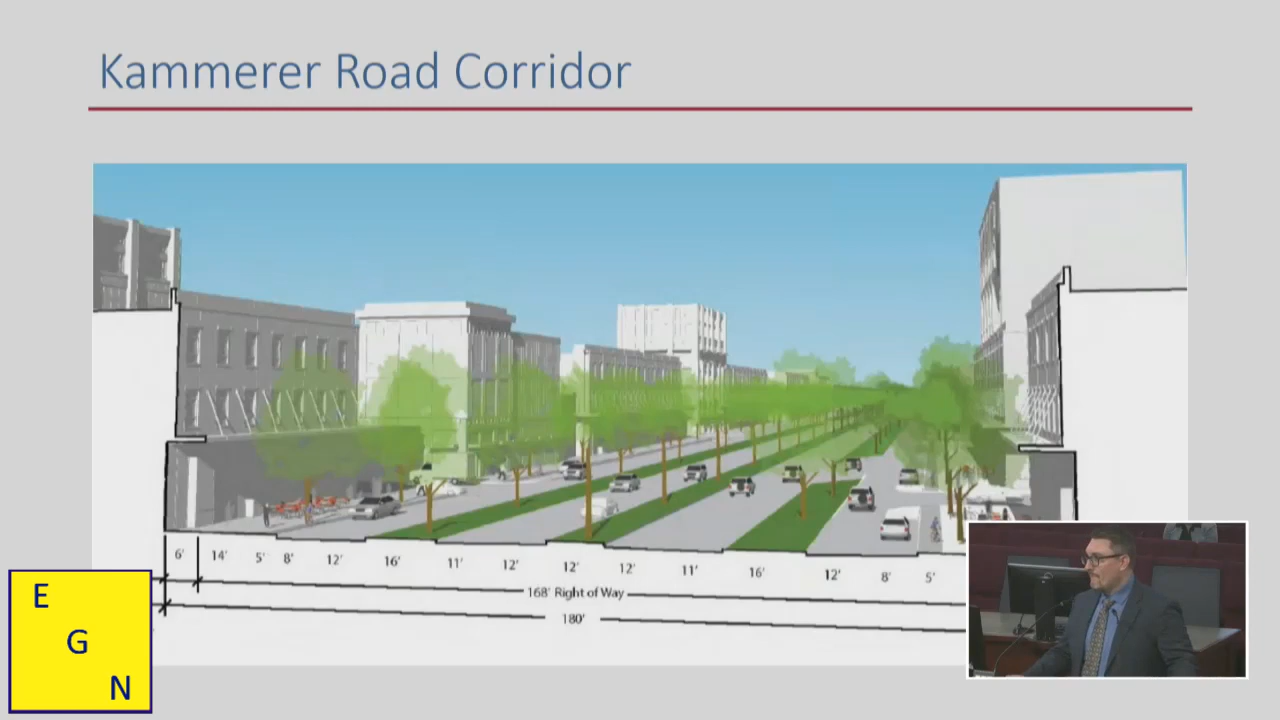 Kammerer Road Corridor
6' 14' 5' 8' 12' 16' 11' 12' 12' 12' 11' 16' 12' 8' 5'
168' Right of Way
180'
E
G
N